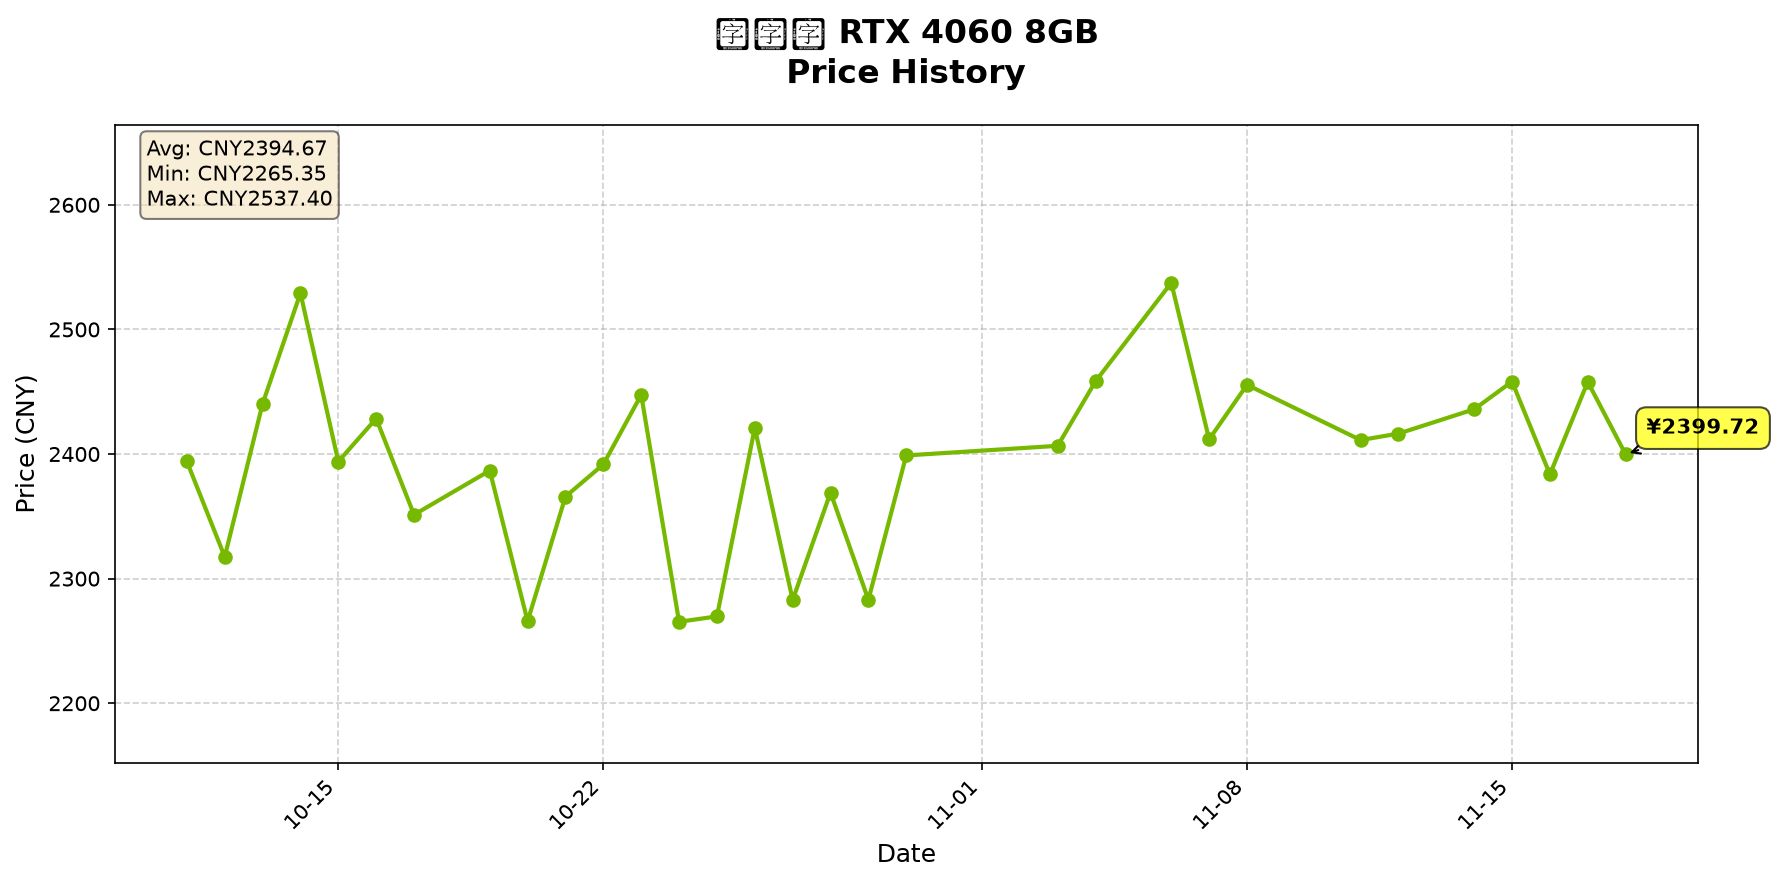 RTX 4060 8GB
Price History
Avg: CNY2394.67
Min: CNY2265.35
Max: CNY2537.40
Price (CNY)
2600
2500
2400
2300
2200
¥2399.72
10-15
10-22
11-01
11-08
11-15
Date